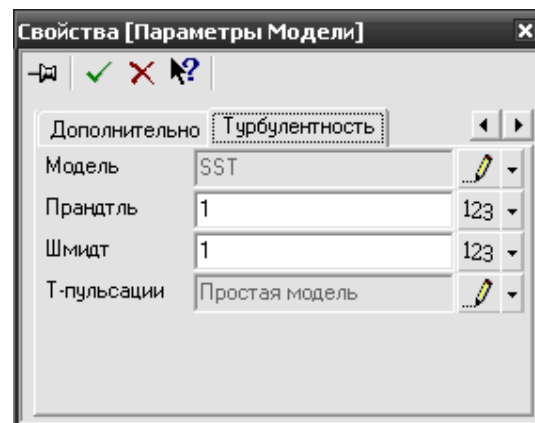 Свойства [Параметры Модели]
Дополнительно Турбулентность
Модель SST
Прандтль 1 123
Шмидт 1 123
Т-пульсации Простая модель